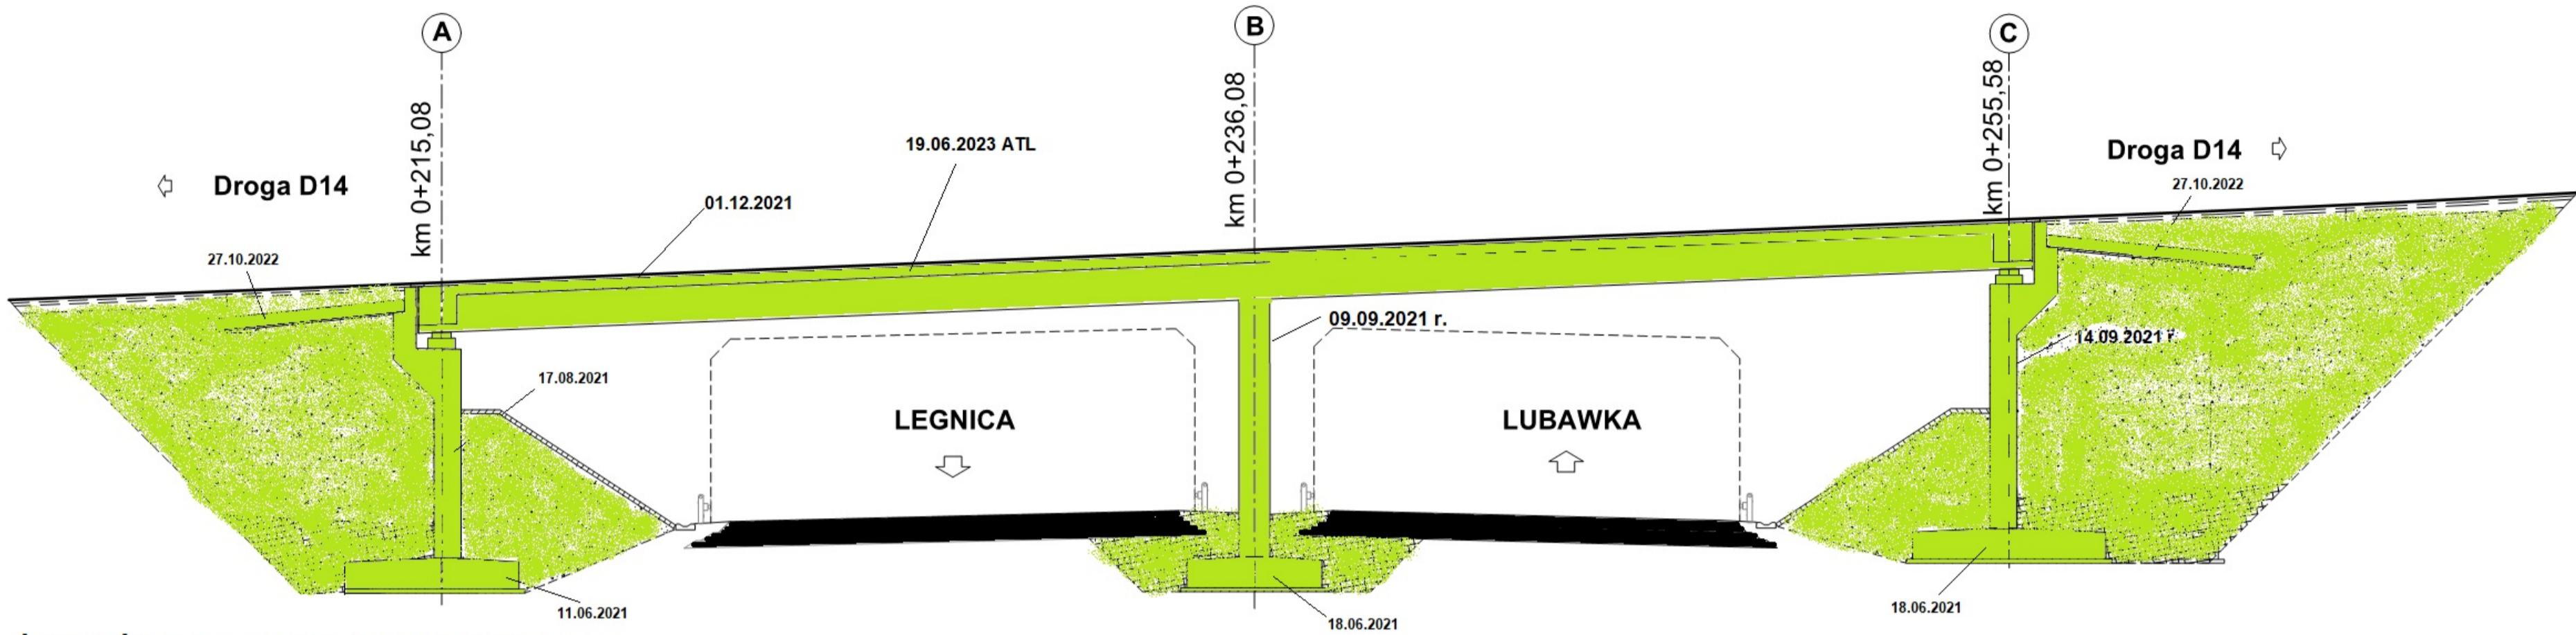 A
B
C
km 0+215,08
km 0+236,08
km 0+255,58
19.06.2023 ATL
Droga D14
Droga D14
27.10.2022
01.12.2021
27.10.2022
09.09.2021 r.
14.09.2021 r
17.08.2021
LEGNICA
LUBAWKA
11.06.2021
18.06.2021
18.06.2021